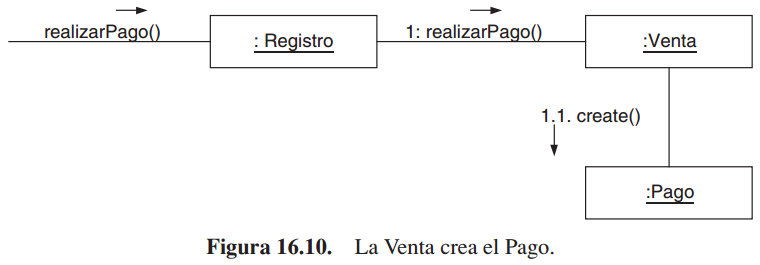 realizarPago()
: Registro
1: realizarPago()
:Venta
1.1. create()
:Pago
Figura 16.10. La Venta crea el Pago.